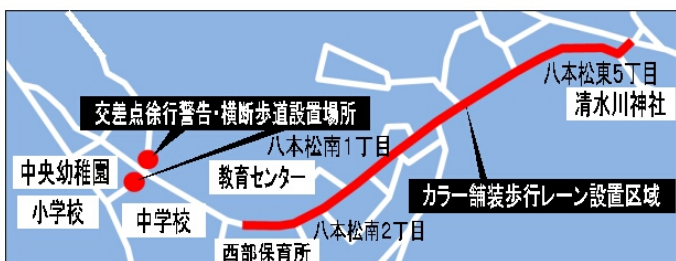 八本松東5丁目
清水川神社
交差点徐行警告・横断歩道設置場所
八本松南1丁目
中央幼稚園
教育センター
カラー舗装歩行レーン設置区域
小学校
中学校
八本松南2丁目
西部保育所